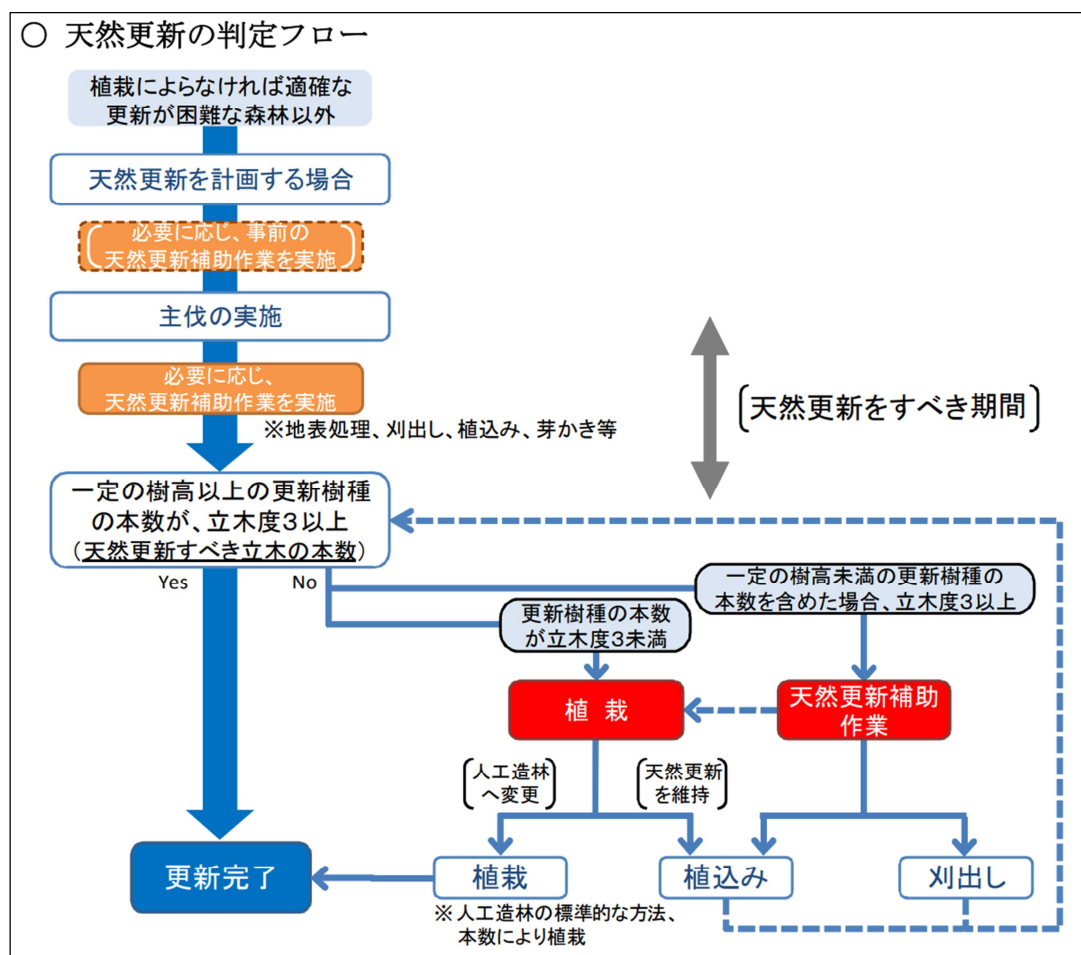 ○ 天然更新の判定フロー
植栽によらなければ適確な
更新が困難な森林以外
天然更新を計画する場合
必要に応じ、事前の
天然更新補助作業を実施
主伐の実施
必要に応じ、
天然更新補助作業を実施
※地表処理、刈出し、植込み、芽かき等
天然更新をすべき期間
一定の樹高以上の更新樹種
の本数が、立木度3以上
(天然更新すべき立木の本数)
Yes
No
一定の樹高未満の更新樹種の
本数を含めた場合、立木度3以上
更新樹種の本数
が立木度3未満
植 栽
天然更新補助
作業
人工造林
へ変更
天然更新
を維持
更新完了
植栽
植込み
刈出し
※人工造林の標準的な方法、
本数により植栽